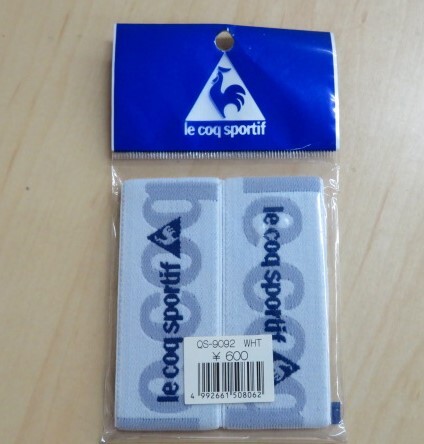 le coq sportif
le coq sportif
le coq sportif
QS-9092 WHT
¥ 600
4 992661 508062